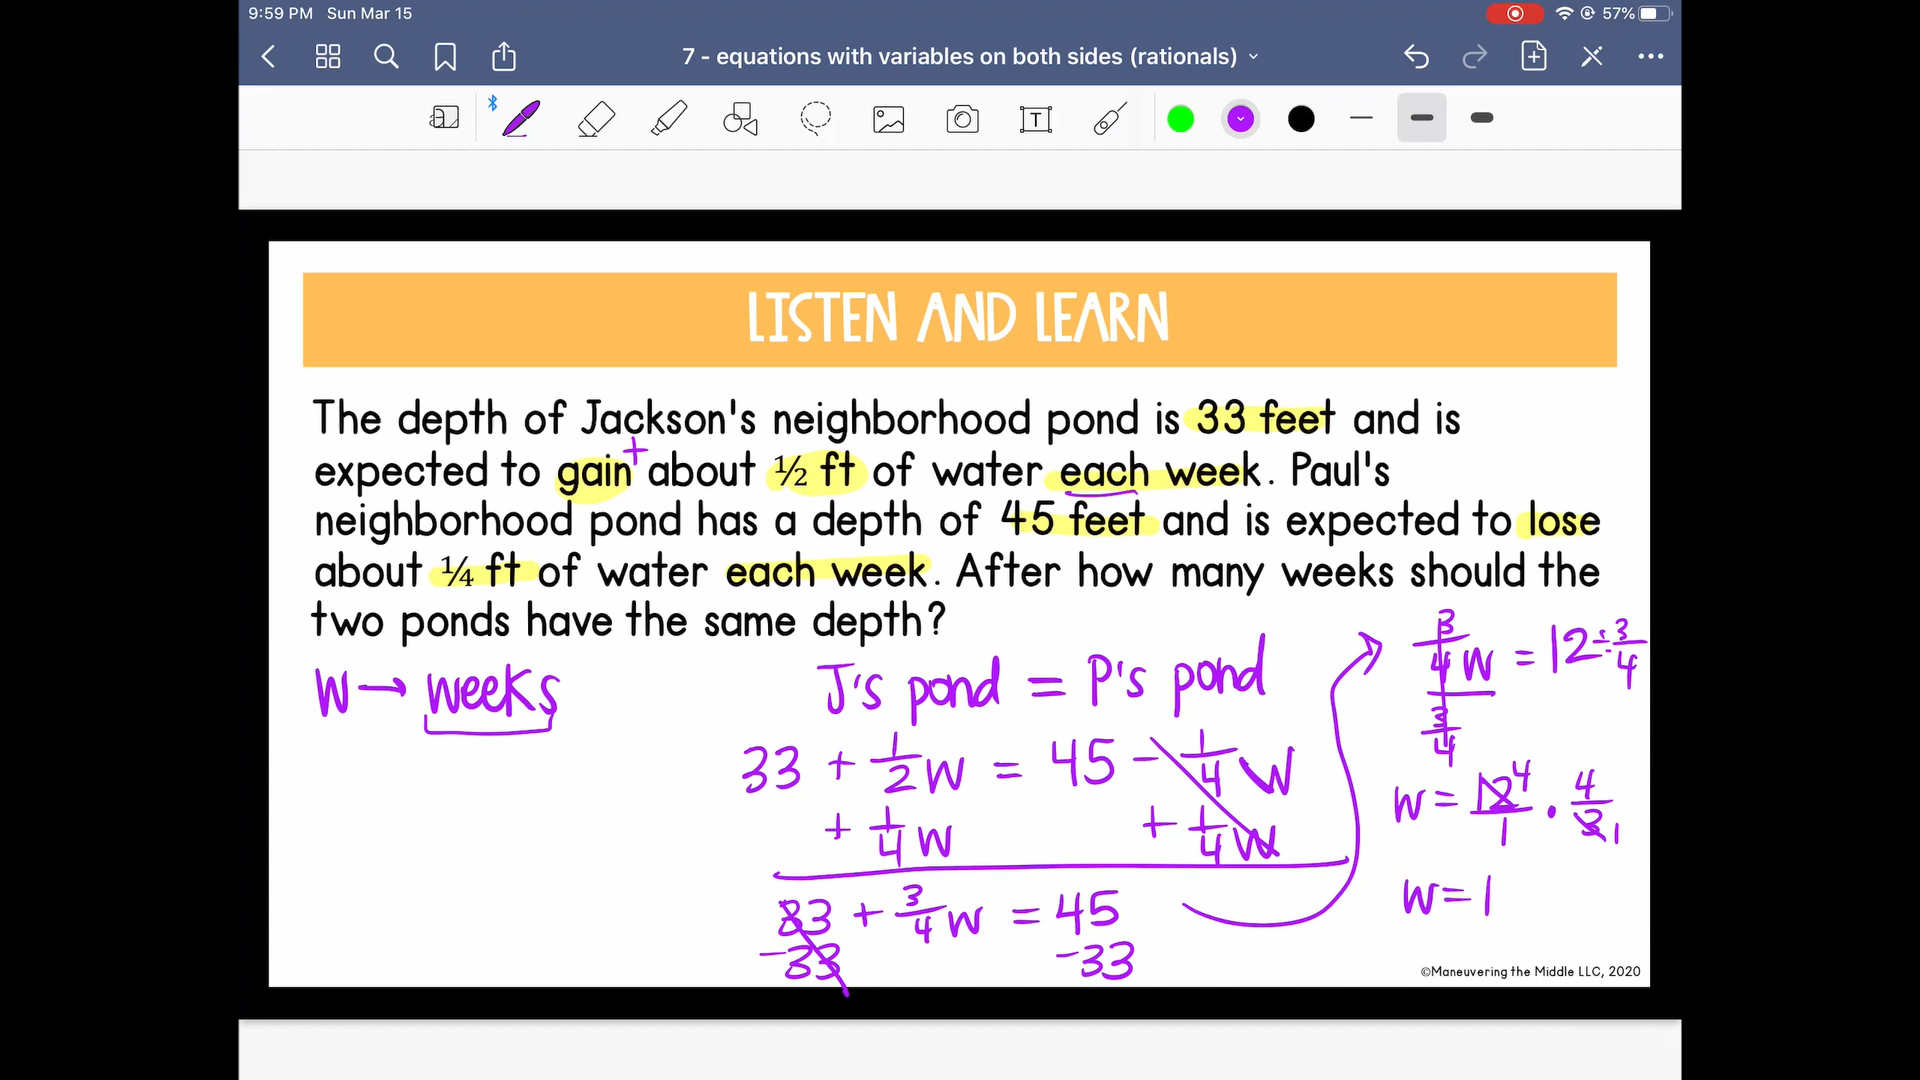 9:59 PM Sun Mar 15 57%
7 - equations with variables on both sides (rationals)
T
LISTEN AND LEARN
The depth of Jackson's neighborhood pond is 33 feet and is
+
expected to gain about ½ ft of water each week. Paul's
neighborhood pond has a depth of 45 feet and is expected to lose
about ¼ ft of water each week. After how many weeks should the
two ponds have the same depth?
W → weeks
J's pond = P's pond
33 + 1/2 W = 45 - 1/4 W
+ 1/4 W + 1/4 W
33 + 3/4 W = 45
-33 -33
3/4 W = 12 ÷ 3/4
3/4
W = 12 4/1 · 4/3 1
W = 1
©Maneuvering the Middle LLC, 2020